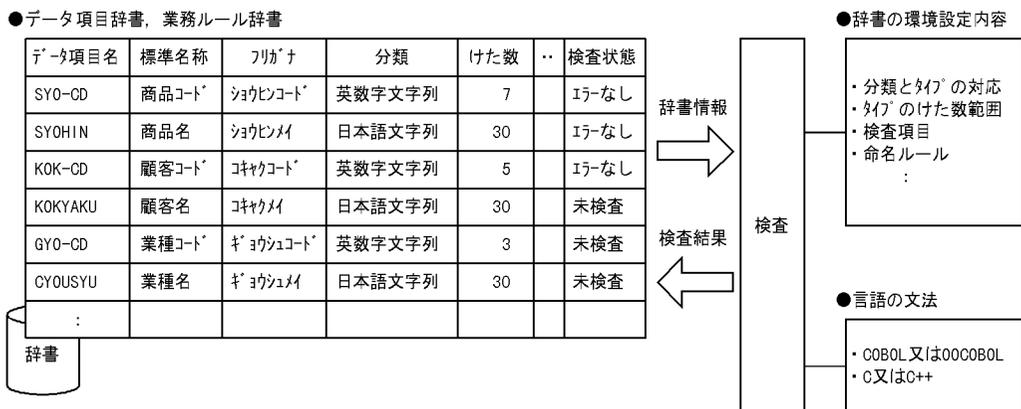 ●データ項目辞書，業務ルール辞書
ﾃﾞｰﾀ項目名 標準名称 ﾌﾘｶﾞﾅ 分類 けた数 ‥ 検査状態
SYO-CD 商品ｺｰﾄﾞ ｼｮｳﾋﾝｺｰﾄﾞ 英数字文字列 7 ｴﾗｰなし
SYOHIN 商品名 ｼｮｳﾋﾝﾒｲ 日本語文字列 30 ｴﾗｰなし
KOK-CD 顧客ｺｰﾄﾞ ｺｷｬｸｺｰﾄﾞ 英数字文字列 5 ｴﾗｰなし
KOKYAKU 顧客名 ｺｷｬｸﾒｲ 日本語文字列 30 未検査
GYO-CD 業種ｺｰﾄﾞ ｷﾞｮｳｼｭｺｰﾄﾞ 英数字文字列 3 未検査
CYOUSYU 業種名 ｷﾞｮｳｼｭﾒｲ 日本語文字列 30 未検査
：
辞書
辞書情報
検査結果
検査
●辞書の環境設定内容
・分類とﾀｲﾌﾟの対応
・ﾀｲﾌﾟのけた数範囲
・検査項目
・命名ルール
：
●言語の文法
・COBOL又はOOCOBOL
・C又はC++